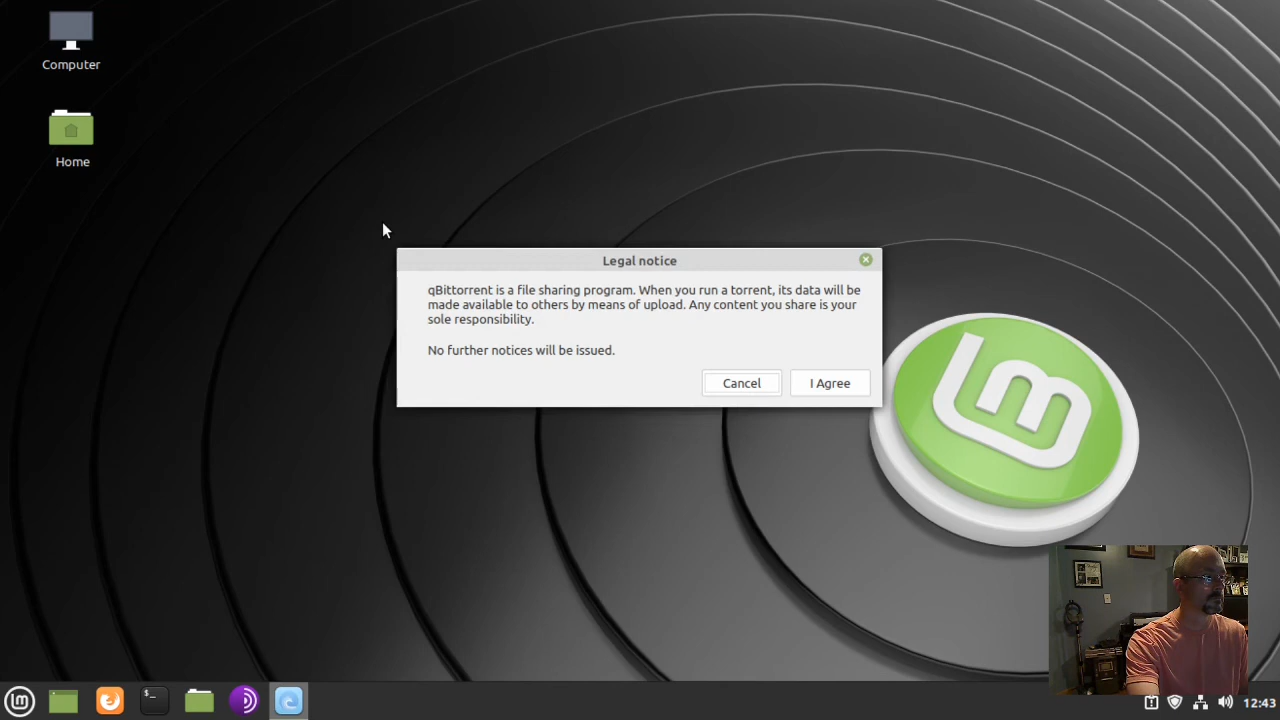 Computer
Home
Legal notice
qBittorrent is a file sharing program. When you run a torrent, its data will be
made available to others by means of upload. Any content you share is your
sole responsibility.
No further notices will be issued.
Cancel
I Agree
12:43